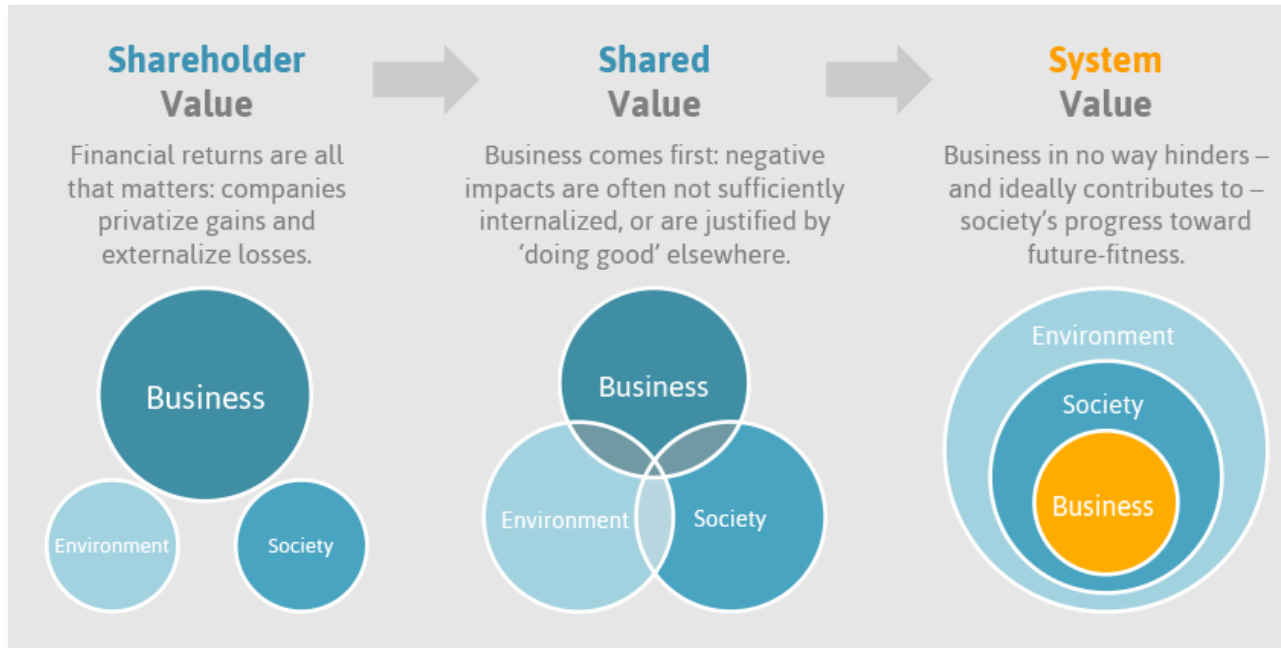 Shareholder
Value
Financial returns are all
that matters: companies
privatize gains and
externalize losses.
Business
Environment
Society
Shared
Value
Business comes first: negative
impacts are often not sufficiently
internalized, or are justified by
‘doing good’ elsewhere.
Business
Environment
Society
System
Value
Business in no way hinders –
and ideally contributes to –
society’s progress toward
future-fitness.
Environment
Society
Business